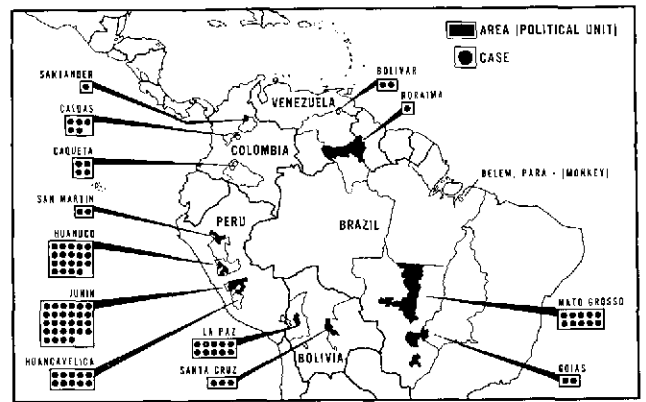 AREA (POLITICAL UNIT)
CASE
SANTANDER
CALDAS
CAQUETA
SAN MARTIN
HUANUCO
JUNIN
HUANCAVELICA
VENEZUELA
COLOMBIA
PERU
BRAZIL
BOLIVIA
BOLIVAR
RORAIMA
BELEM, PARA - (MONKEY)
MATO GROSSO
GOIAS
LA PAZ
SANTA CRUZ